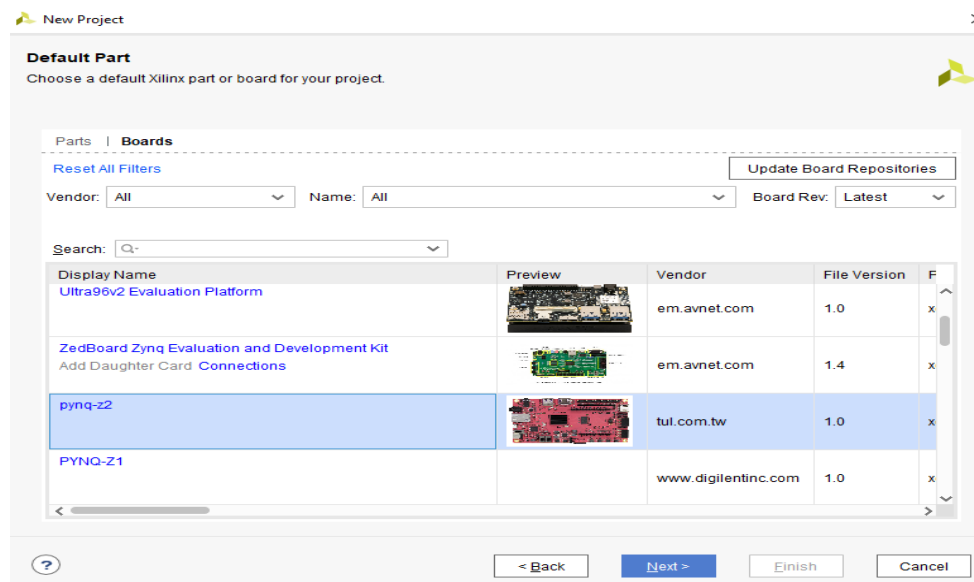 New Project
Default Part
Choose a default Xilinx part or board for your project.
Parts | Boards
Reset All Filters
Update Board Repositories
Vendor: All Name: All Board Rev: Latest
Search: Q-
Display Name Preview Vendor File Version
Ultra96v2 Evaluation Platform em.avnet.com 1.0 x
ZedBoard Zynq Evaluation and Development Kit
Add Daughter Card Connections em.avnet.com 1.4 x
pynq-z2 tul.com.tw 1.0 x
PYNQ-Z1 www.digilentinc.com 1.0 x
? < Back Next > Finish Cancel